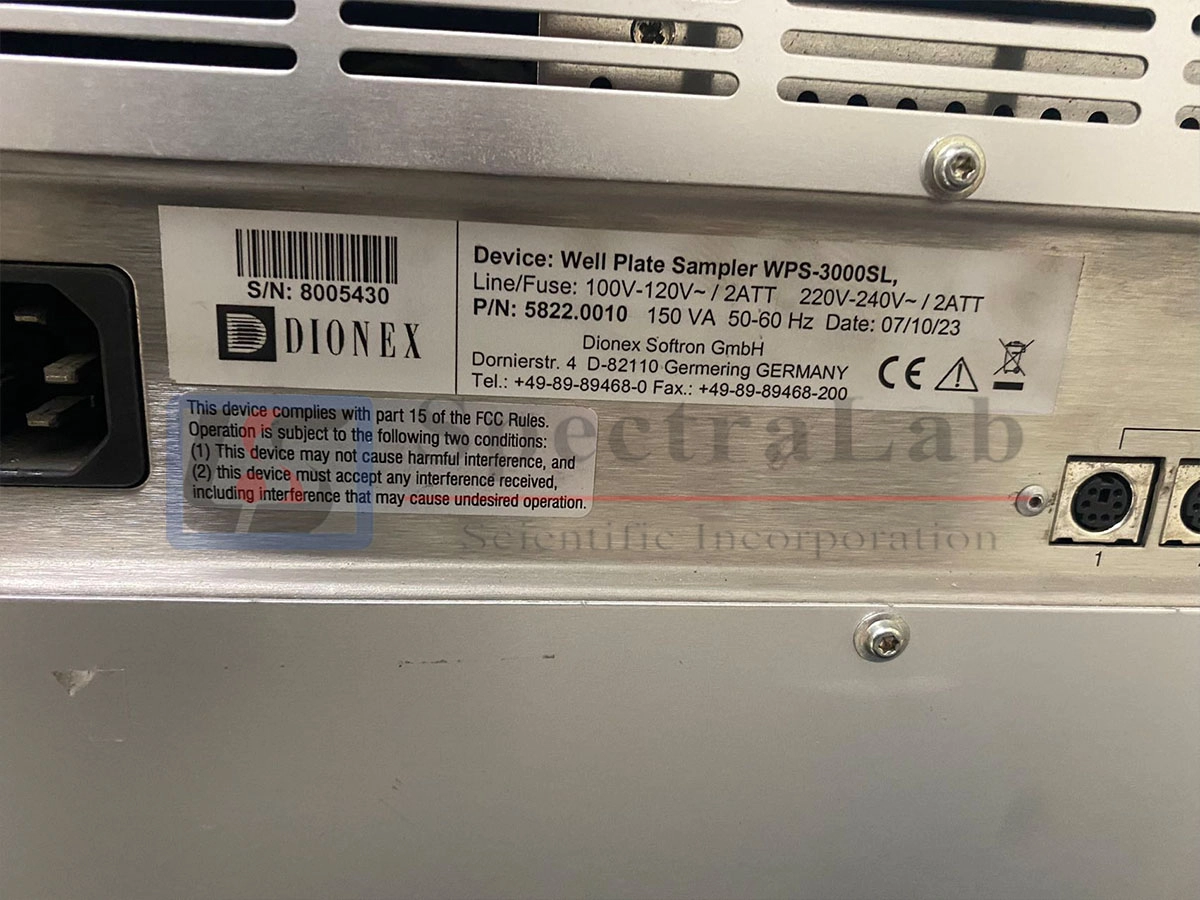 S/N: 8005430
DIONEX
Device: Well Plate Sampler WPS-3000SL,
Line/Fuse: 100V-120V~ / 2ATT 220V-240V~ / 2ATT
P/N: 5822.0010 150 VA 50-60 Hz Date: 07/10/23
Dionex Softron GmbH
Dornierstr. 4 D-82110 Germering GERMANY
Tel.: +49-89-89468-0 Fax.: +49-89-89468-200
CE
This device complies with part 15 of the FCC Rules.
Operation is subject to the following two conditions:
(1) This device may not cause harmful interference, and
(2) this device must accept any interference received,
including interference that may cause undesired operation.
SpectraLab
Scientific Incorporation
1